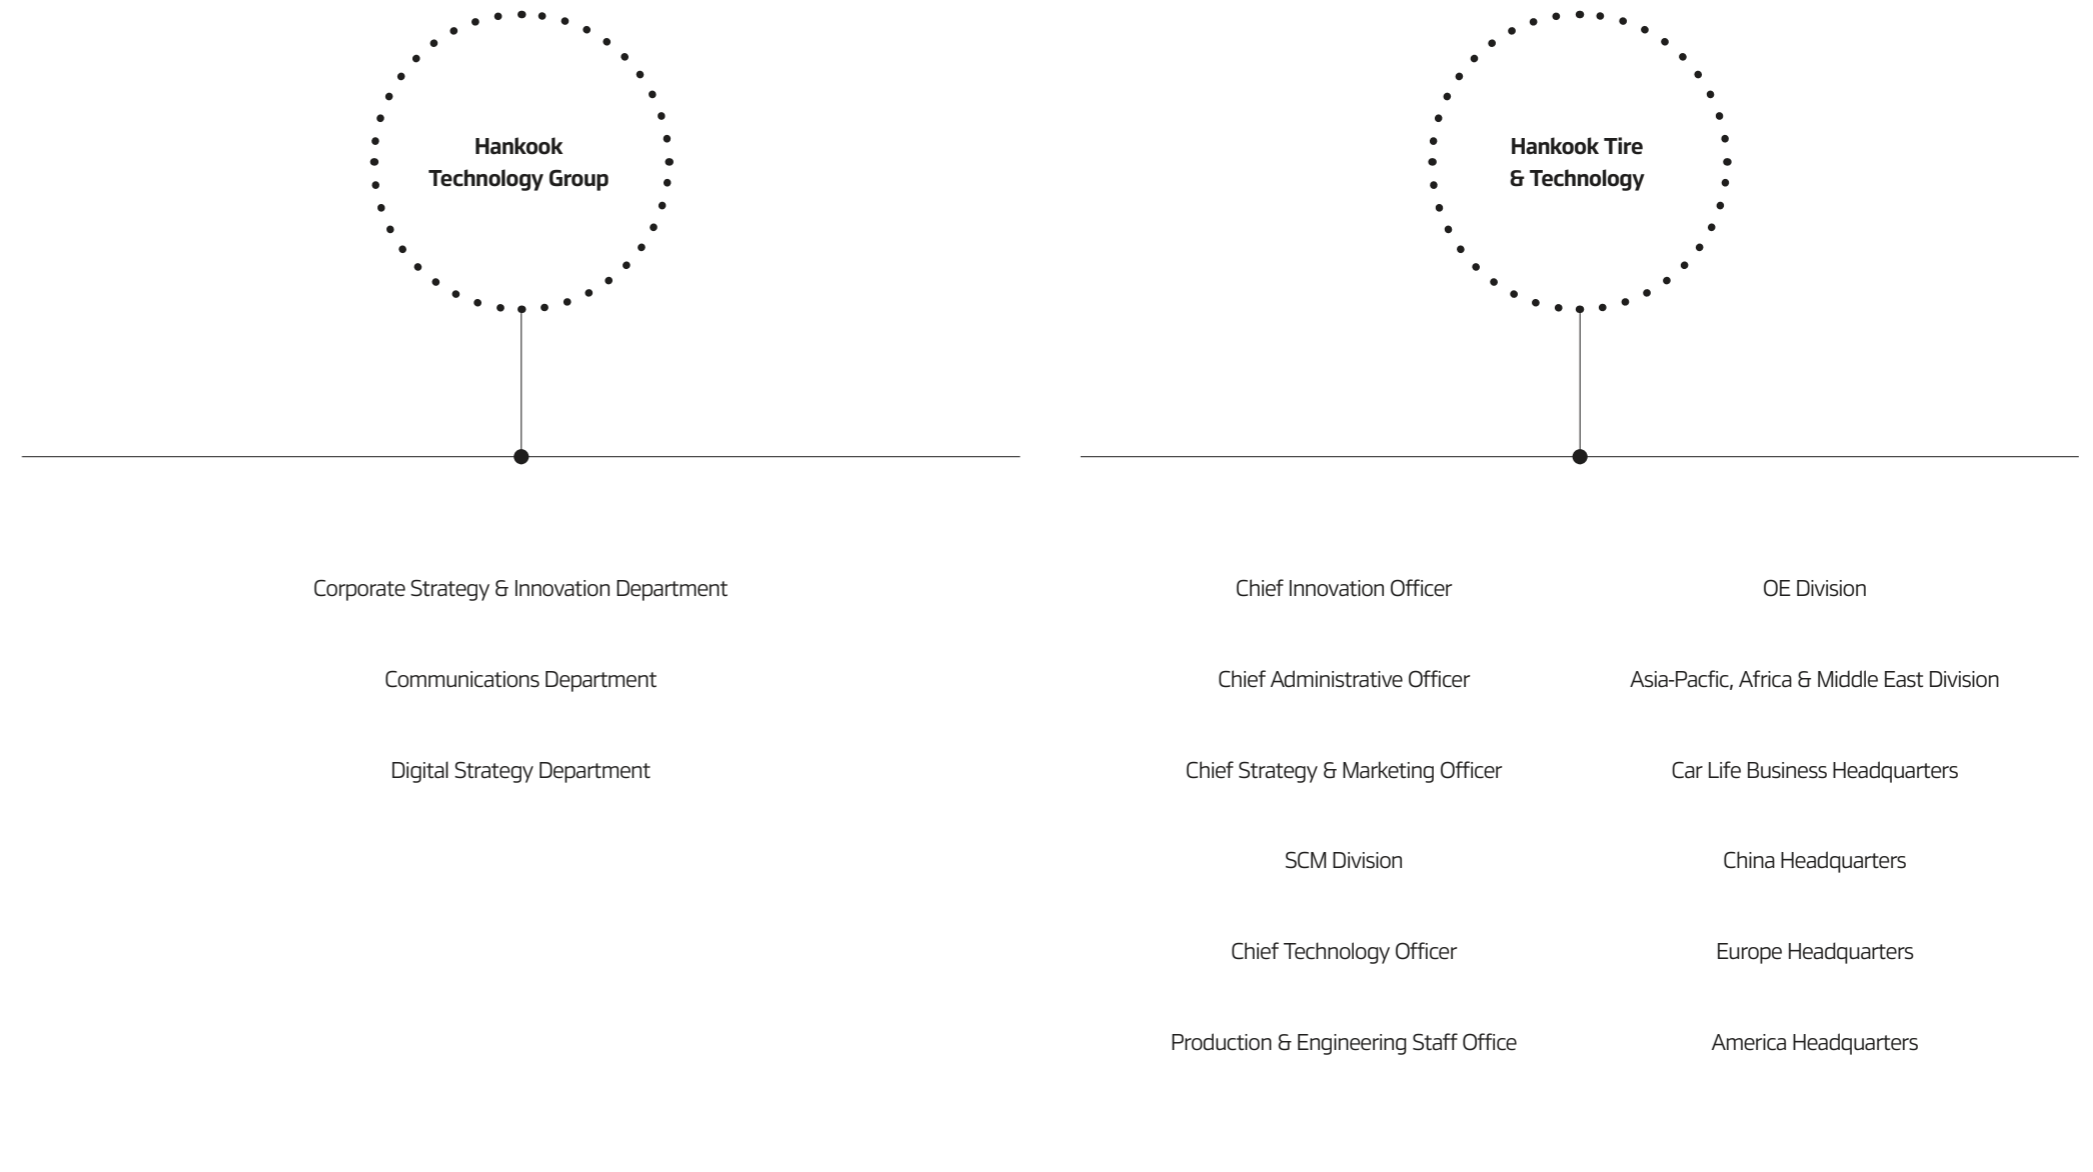 Hankook
Technology Group
Corporate Strategy & Innovation Department
Communications Department
Digital Strategy Department
Hankook Tire
& Technology
Chief Innovation Officer
Chief Administrative Officer
Chief Strategy & Marketing Officer
SCM Division
Chief Technology Officer
Production & Engineering Staff Office
OE Division
Asia-Pacfic, Africa & Middle East Division
Car Life Business Headquarters
China Headquarters
Europe Headquarters
America Headquarters